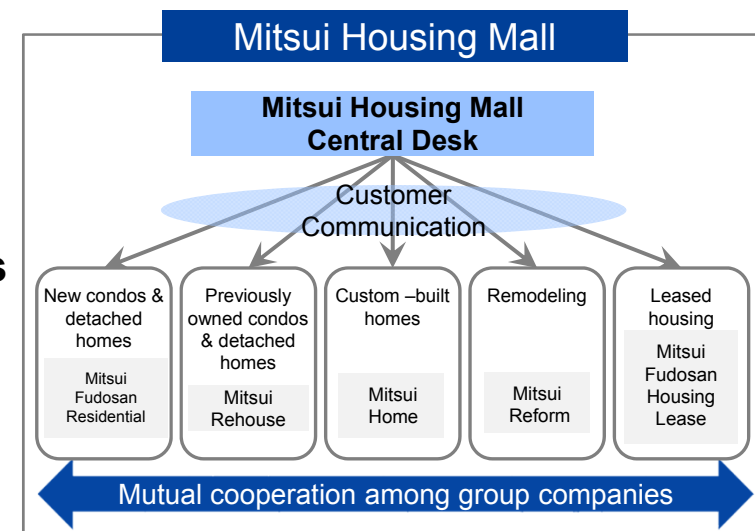 Mitsui Housing Mall
Mitsui Housing Mall
Central Desk
Customer
Communication
s
New condos &
detached
homes
Mitsui
Fudosan
Residential
Previously
owned condos
& detached
homes
Mitsui
Rehouse
Custom –built
homes
Mitsui
Home
Remodeling
Mitsui
Reform
Leased
housing
Mitsui
Fudosan
Housing
Lease
Mutual cooperation among group companies